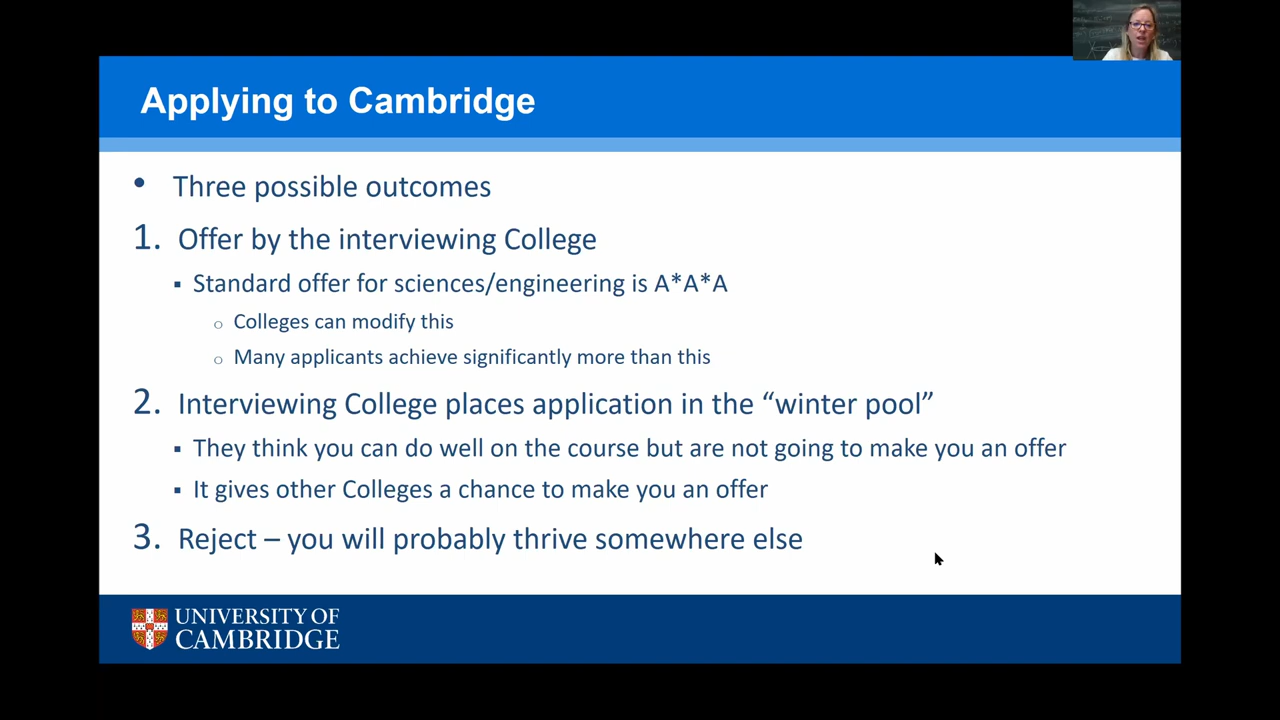 Applying to Cambridge
• Three possible outcomes
1. Offer by the interviewing College
▪ Standard offer for sciences/engineering is A*A*A
○ Colleges can modify this
○ Many applicants achieve significantly more than this
2. Interviewing College places application in the “winter pool”
▪ They think you can do well on the course but are not going to make you an offer
▪ It gives other Colleges a chance to make you an offer
3. Reject – you will probably thrive somewhere else
UNIVERSITY OF
CAMBRIDGE